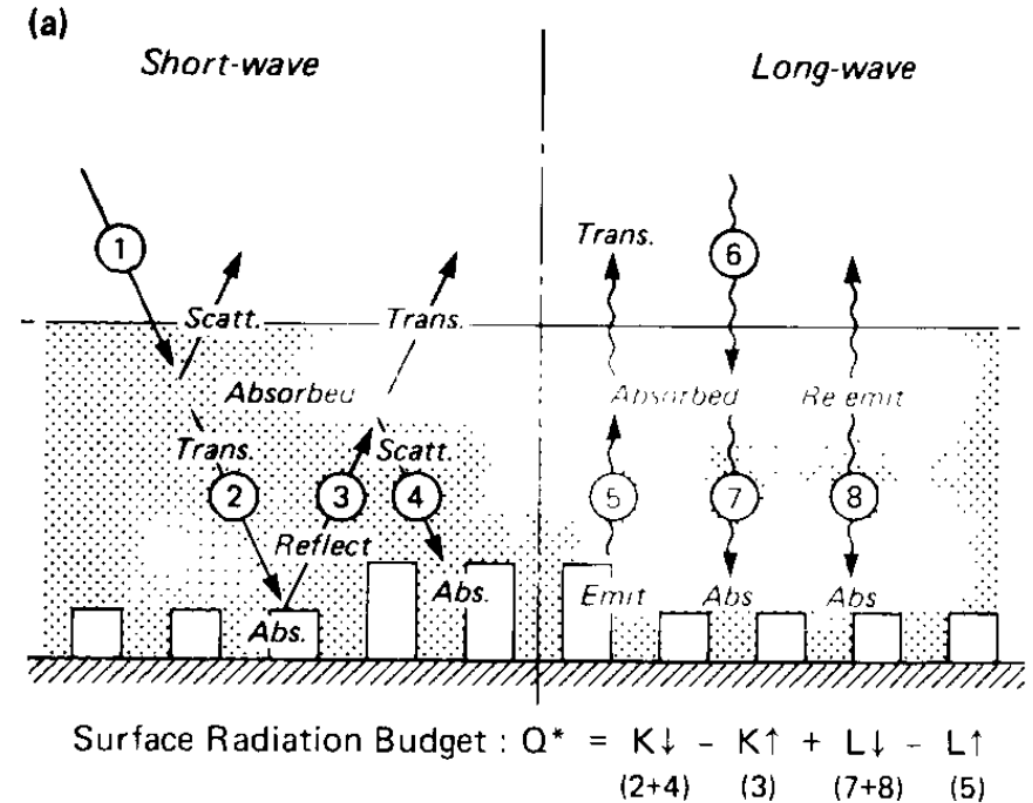 (a)
Short-wave
Long-wave
Trans.
1
6
Scatt.
Trans.
Absorbed
Absorbed
Re emit
Trans.
Scatt.
2
3
4
5
7
8
Reflect
Abs.
Abs.
Emit
Abs
Abs
Surface Radiation Budget : Q* = K↓ - K↑ + L↓ - L↑
(2+4) (3) (7+8) (5)